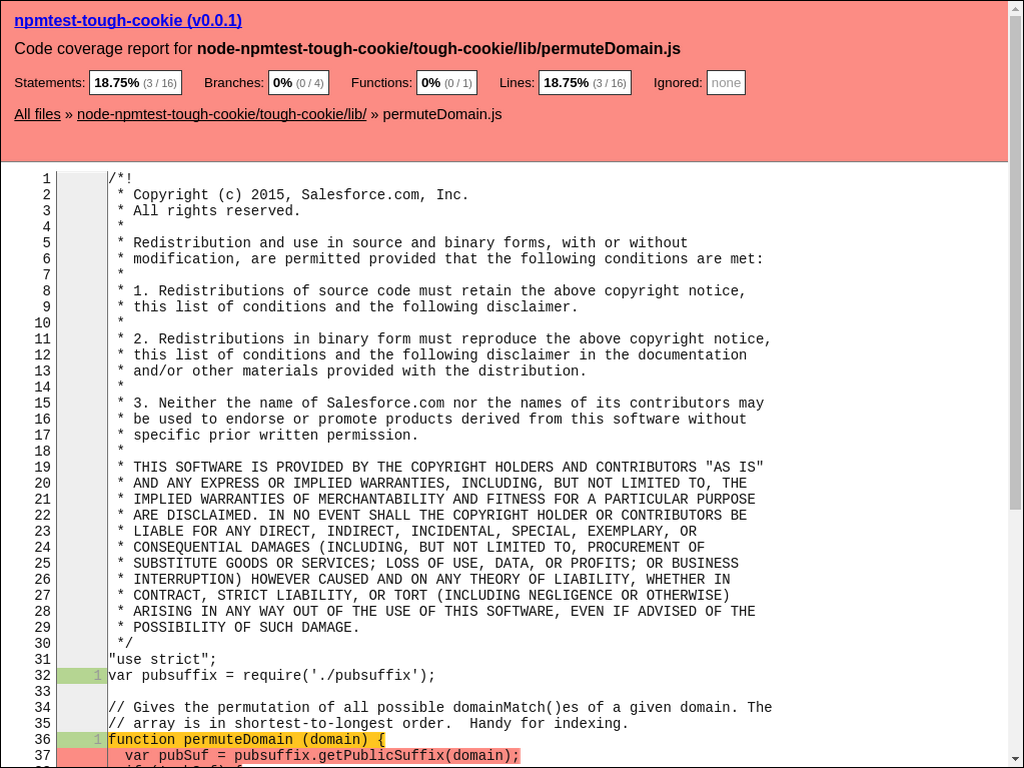 npmtest-tough-cookie (v0.0.1)
Code coverage report for node-npmtest-tough-cookie/tough-cookie/lib/permuteDomain.js
Statements: 18.75% (3 / 16) Branches: 0% (0 / 4) Functions: 0% (0 / 1) Lines: 18.75% (3 / 16) Ignored: none
All files » node-npmtest-tough-cookie/tough-cookie/lib/ » permuteDomain.js
1 /*!
2  * Copyright (c) 2015, Salesforce.com, Inc.
3  * All rights reserved.
4  *
5  * Redistribution and use in source and binary forms, with or without
6  * modification, are permitted provided that the following conditions are met:
7  *
8  * 1. Redistributions of source code must retain the above copyright notice,
9  * this list of conditions and the following disclaimer.
10  *
11  * 2. Redistributions in binary form must reproduce the above copyright notice,
12  * this list of conditions and the following disclaimer in the documentation
13  * and/or other materials provided with the distribution.
14  *
15  * 3. Neither the name of Salesforce.com nor the names of its contributors may
16  * be used to endorse or promote products derived from this software without
17  * specific prior written permission.
18  *
19  * THIS SOFTWARE IS PROVIDED BY THE COPYRIGHT HOLDERS AND CONTRIBUTORS "AS IS"
20  * AND ANY EXPRESS OR IMPLIED WARRANTIES, INCLUDING, BUT NOT LIMITED TO, THE
21  * IMPLIED WARRANTIES OF MERCHANTABILITY AND FITNESS FOR A PARTICULAR PURPOSE
22  * ARE DISCLAIMED. IN NO EVENT SHALL THE COPYRIGHT HOLDER OR CONTRIBUTORS BE
23  * LIABLE FOR ANY DIRECT, INDIRECT, INCIDENTAL, SPECIAL, EXEMPLARY, OR
24  * CONSEQUENTIAL DAMAGES (INCLUDING, BUT NOT LIMITED TO, PROCUREMENT OF
25  * SUBSTITUTE GOODS OR SERVICES; LOSS OF USE, DATA, OR PROFITS; OR BUSINESS
26  * INTERRUPTION) HOWEVER CAUSED AND ON ANY THEORY OF LIABILITY, WHETHER IN
27  * CONTRACT, STRICT LIABILITY, OR TORT (INCLUDING NEGLIGENCE OR OTHERWISE)
28  * ARISING IN ANY WAY OUT OF THE USE OF THIS SOFTWARE, EVEN IF ADVISED OF THE
29  * POSSIBILITY OF SUCH DAMAGE.
30  */
31 "use strict";
32 1 var pubsuffix = require('./pubsuffix');
33
34 // Gives the permutation of all possible domainMatch()es of a given domain. The
35 // array is in shortest-to-longest order.  Handy for indexing.
36 1 function permuteDomain (domain) {
37   var pubSuf = pubsuffix.getPublicSuffix(domain);